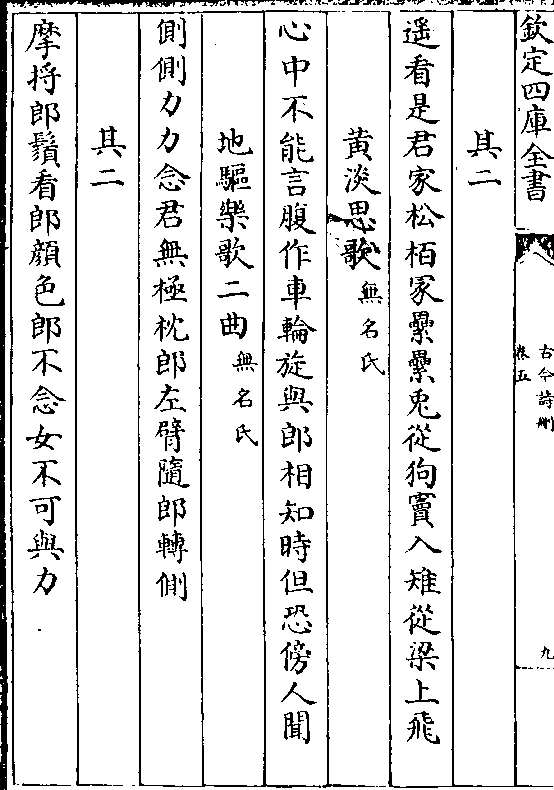 欽定四庫全書
古今詩刪
卷五
九
其二
遥看是君家松栢冢纍纍兎從狗竇入雉從梁上飛
黄淡思歌無名氏
心中不能言腹作車輪旋與郎相知時但恐傍人聞
地驅樂歌二曲無名氏
側側力力念君無極枕郎左臂隨郎轉側
其二
摩捋郎鬚看郎顔色郎不念女不可與力